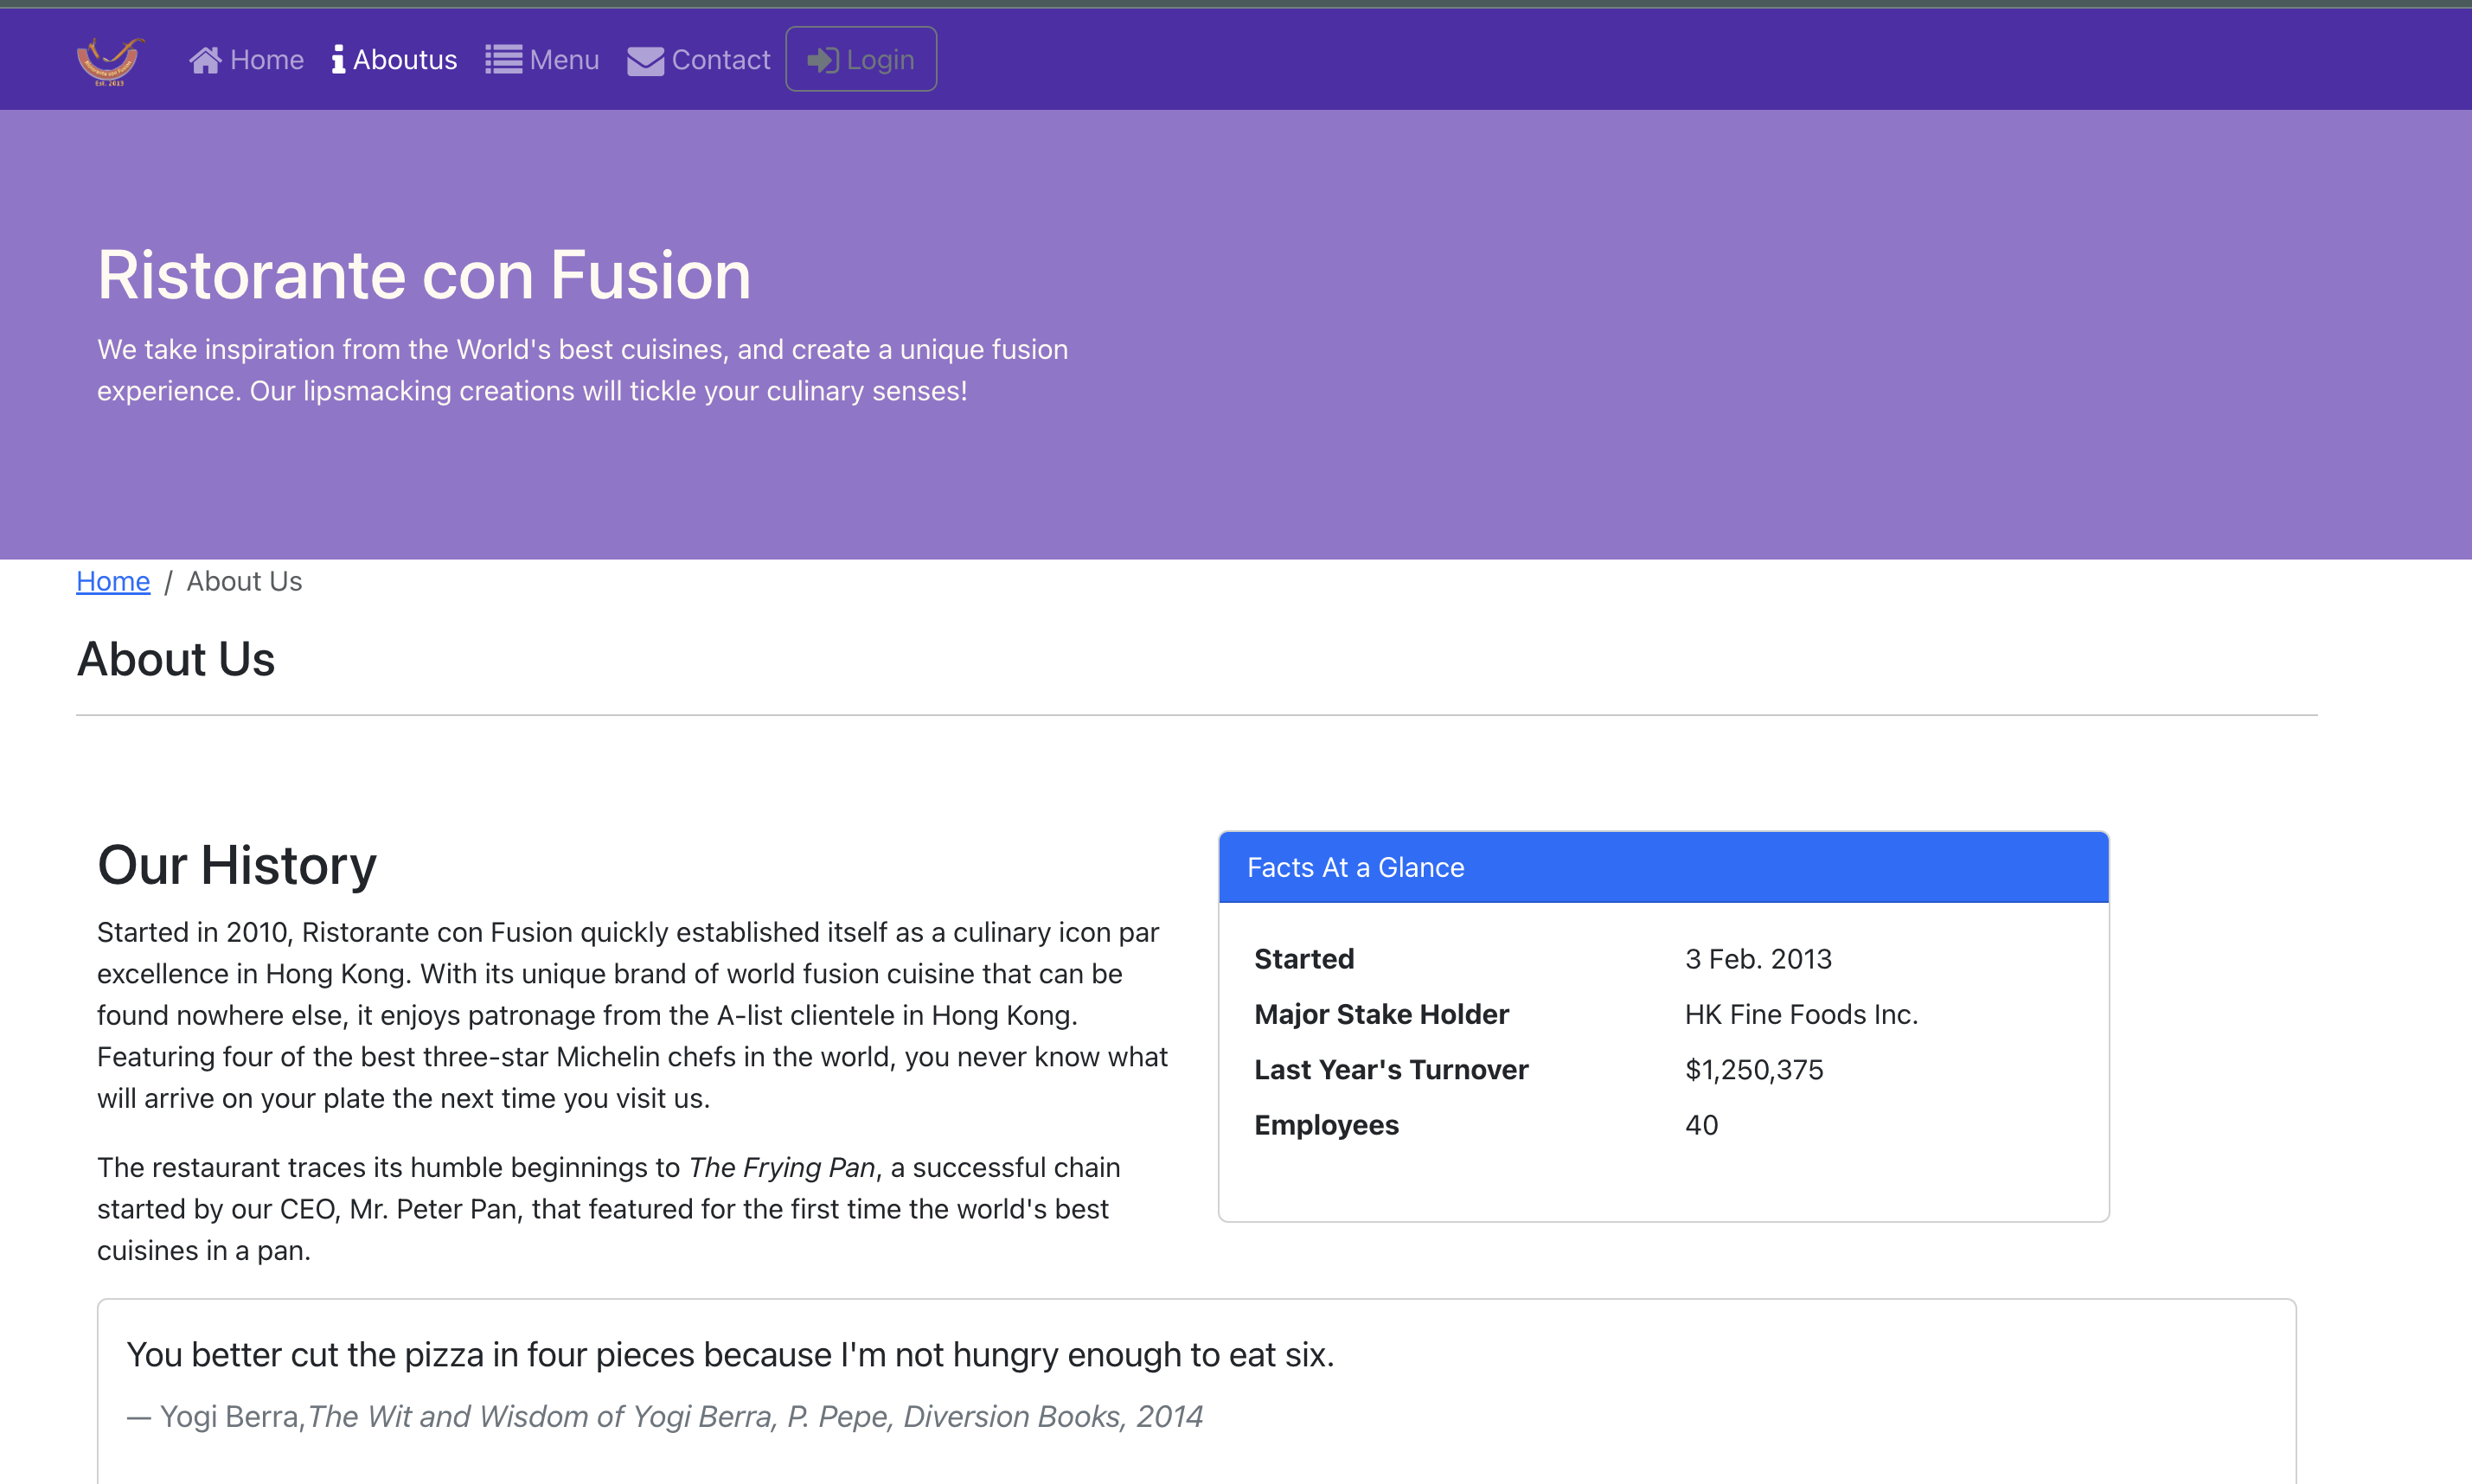 Ristorante con Fusion
Est. 2013
Home Aboutus Menu Contact Login
Ristorante con Fusion
We take inspiration from the World's best cuisines, and create a unique fusion
experience. Our lipsmacking creations will tickle your culinary senses!
Home / About Us
About Us
Our History
Started in 2010, Ristorante con Fusion quickly established itself as a culinary icon par
excellence in Hong Kong. With its unique brand of world fusion cuisine that can be
found nowhere else, it enjoys patronage from the A-list clientele in Hong Kong.
Featuring four of the best three-star Michelin chefs in the world, you never know what
will arrive on your plate the next time you visit us.
The restaurant traces its humble beginnings to The Frying Pan, a successful chain
started by our CEO, Mr. Peter Pan, that featured for the first time the world's best
cuisines in a pan.
Facts At a Glance
Started 3 Feb. 2013
Major Stake Holder HK Fine Foods Inc.
Last Year's Turnover $1,250,375
Employees 40
You better cut the pizza in four pieces because I'm not hungry enough to eat six.
— Yogi Berra,The Wit and Wisdom of Yogi Berra, P. Pepe, Diversion Books, 2014